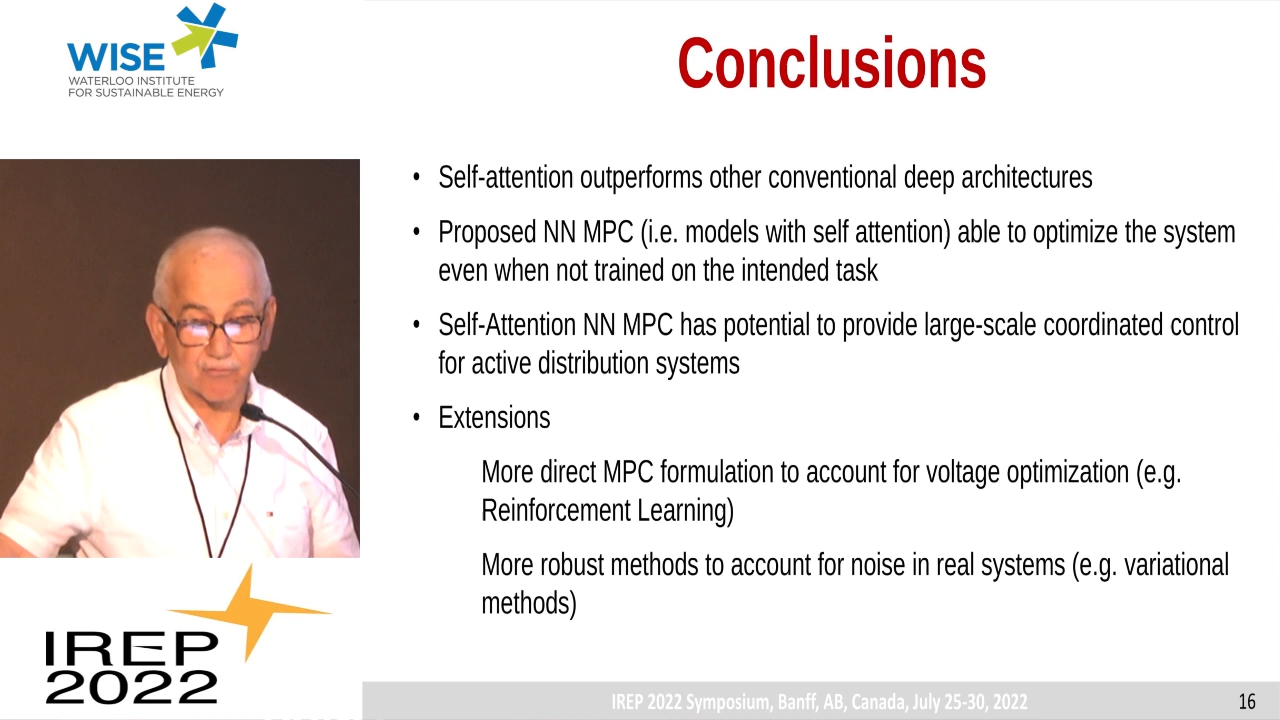 WISE
WATERLOO INSTITUTE
FOR SUSTAINABLE ENERGY
Conclusions
• Self-attention outperforms other conventional deep architectures
• Proposed NN MPC (i.e. models with self attention) able to optimize the system
even when not trained on the intended task
• Self-Attention NN MPC has potential to provide large-scale coordinated control
for active distribution systems
• Extensions
More direct MPC formulation to account for voltage optimization (e.g.
Reinforcement Learning)
More robust methods to account for noise in real systems (e.g. variational
methods)
IREP
2022
IREP 2022 Symposium, Banff, AB, Canada, July 25-30, 2022
16